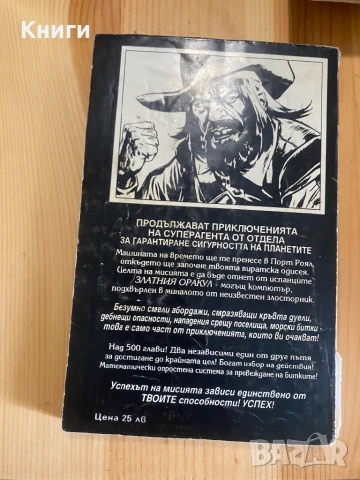 Книги
ПРОДЪЛЖАВАТ ПРИКЛЮЧЕНИЯТА
НА СУПЕРАГЕНТА ОТ ОТДЕЛА
ЗА ГАРАНТИРАНЕ СИГУРНОСТТА НА ПЛАНЕТИТЕ
Машината на времето ще те пренесе в Порт Роял,
откъдето ще започне твоята пиратска одисея.
Целта на мисията е да бъде отнет от испанците
ЗЛАТНИЯ ОРАКУЛ - могъщ компютър,
подхвърлен в миналото от неизвестен злосторник.
Безумно смели абордажи, смразяващи кръвта дуели,
дебнещи опасности, нападения срещу поселища, морски битки -
това е само част от приключенията, които ви очакват!
Над 500 глави! Два независими един от друг пътя
за достигане до крайната цел! Богат избор на действия!
Математически опростена система за провеждане на битките!
Успехът на мисията зависи единствено от
ТВОИТЕ способности! УСПЕХ!
Цена 25 лв
BAZAR.BG